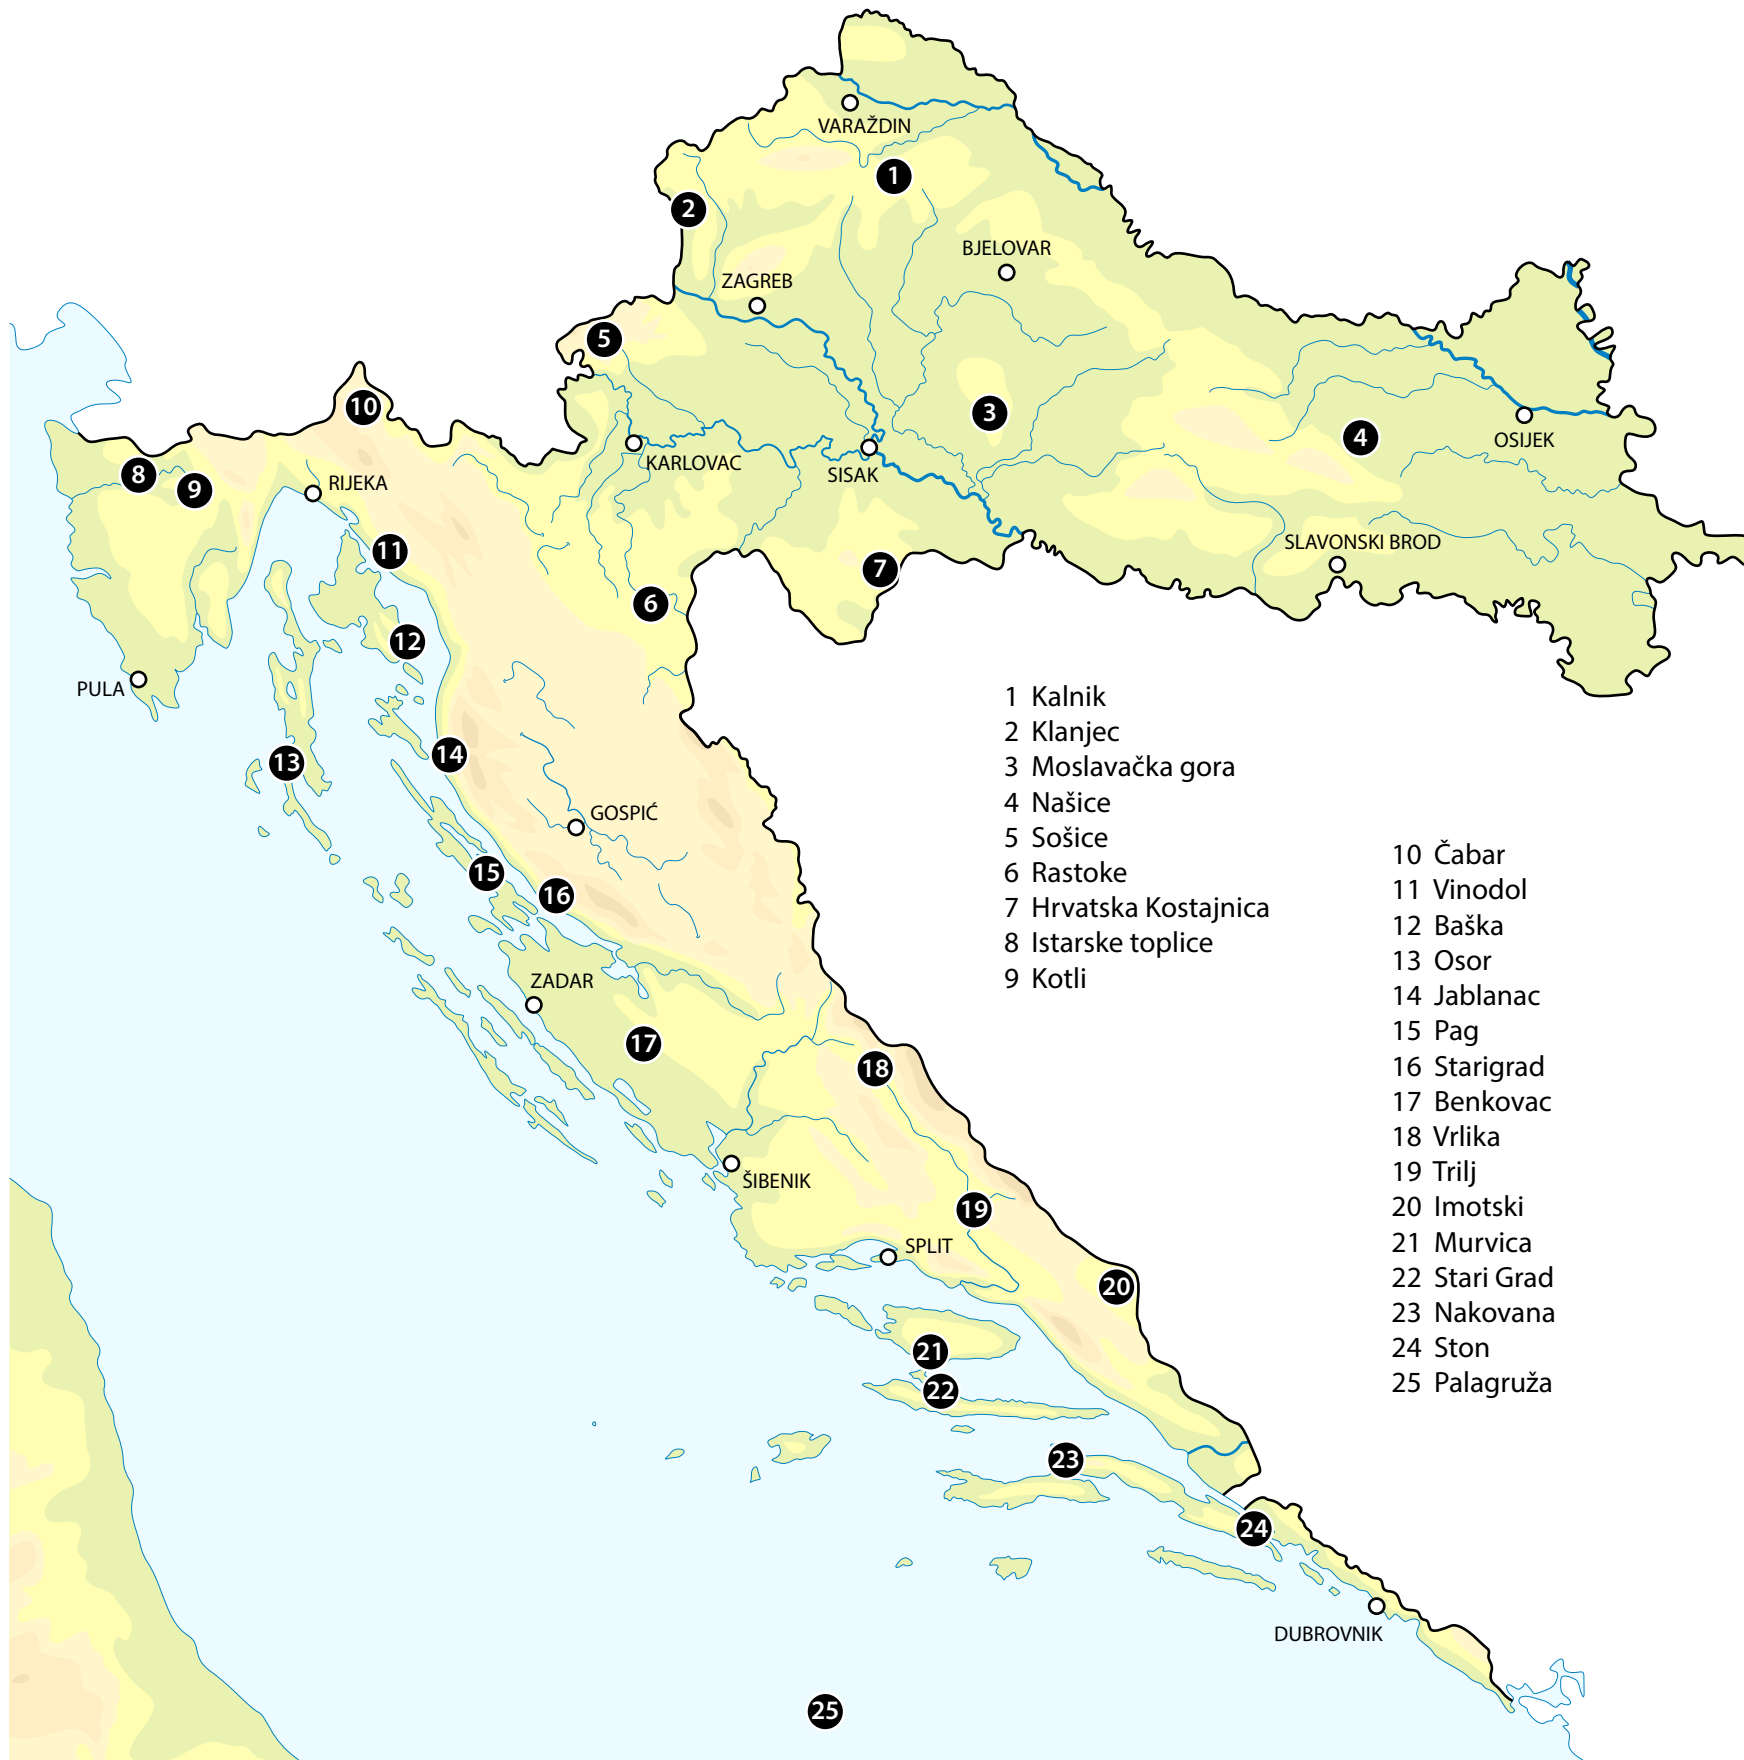 VARAŽDIN
1
2
BJELOVAR
ZAGREB
5
10
3
4
OSIJEK
KARLOVAC
SISAK
8
9
RIJEKA
11
SLAVONSKI BROD
7
6
12
PULA
14
13
GOSPIĆ
15
16
ZADAR
17
18
ŠIBENIK
19
SPLIT
20
21
22
23
24
DUBROVNIK
25
1 Kalnik
2 Klanjec
3 Moslavačka gora
4 Našice
5 Sošice
6 Rastoke
7 Hrvatska Kostajnica
8 Istarske toplice
9 Kotli
10 Čabar
11 Vinodol
12 Baška
13 Osor
14 Jablanac
15 Pag
16 Starigrad
17 Benkovac
18 Vrlika
19 Trilj
20 Imotski
21 Murvica
22 Stari Grad
23 Nakovana
24 Ston
25 Palagruža